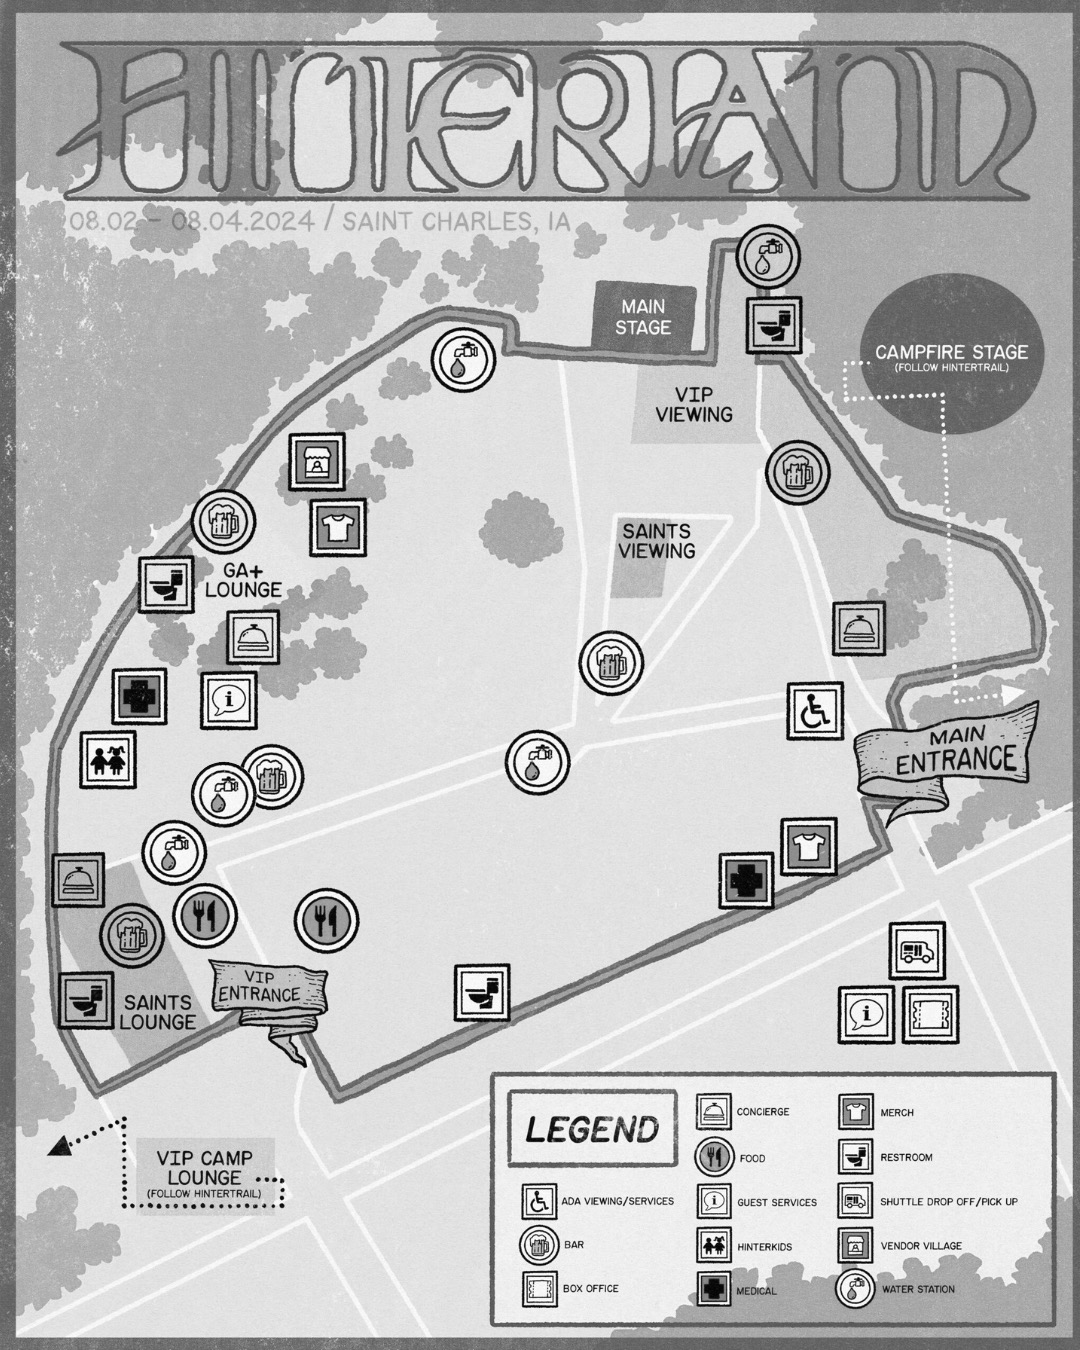 HINTERLAND
08.02 - 08.04.2024 / SAINT CHARLES, IA
MAIN
STAGE
CAMPFIRE STAGE
(FOLLOW HINTERTRAIL)
VIP
VIEWING
SAINTS
VIEWING
GA+
LOUNGE
MAIN
ENTRANCE
VIP
ENTRANCE
SAINTS
LOUNGE
VIP CAMP
LOUNGE
(FOLLOW HINTERTRAIL)
LEGEND
ADA VIEWING/SERVICES
BAR
BOX OFFICE
CONCIERGE
FOOD
GUEST SERVICES
HINTERKIDS
MEDICAL
MERCH
RESTROOM
SHUTTLE DROP OFF/PICK UP
VENDOR VILLAGE
WATER STATION